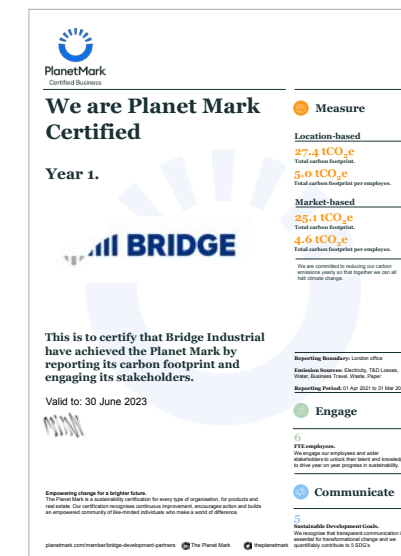 PlanetMark
Certified Business
We are Planet Mark
Certified
Year 1.
BRIDGE
This is to certify that Bridge Industrial
have achieved the Planet Mark by
reporting its carbon footprint and
engaging its stakeholders.
Valid to: 30 June 2023
Empowering change for a brighter future.
The Planet Mark is a sustainability certification for every type of organisation, for products and
real estate. Our certification recognises continuous improvement, encourages action and builds
an empowered community of like-minded individuals who make a world of difference.
planetmark.com/member/bridge-development-partners
The Planet Mark
theplanetmark
Measure
Location-based
27.4 tCO₂e
Total carbon footprint.
5.0 tCO₂e
Total carbon footprint per employee.
Market-based
25.1 tCO₂e
Total carbon footprint.
4.6 tCO₂e
Total carbon footprint per employee.
We are committed to reducing our carbon
emissions yearly so that together we can all
halt climate change.
Reporting Boundary: London office
Emission Sources: Electricity, T&D Losses,
Water, Business Travel, Waste, Paper
Reporting Period: 01 Apr 2021 to 31 Mar 20
Engage
6
FTE employees.
We engage our employees and wider
stakeholders to unlock their talent and knowled
to drive year on year progress in sustainability.
Communicate
5
Sustainable Development Goals.
We recognise that transparent communication i
essential for transformational change and we
quantifiably contribute to 5 SDG's.